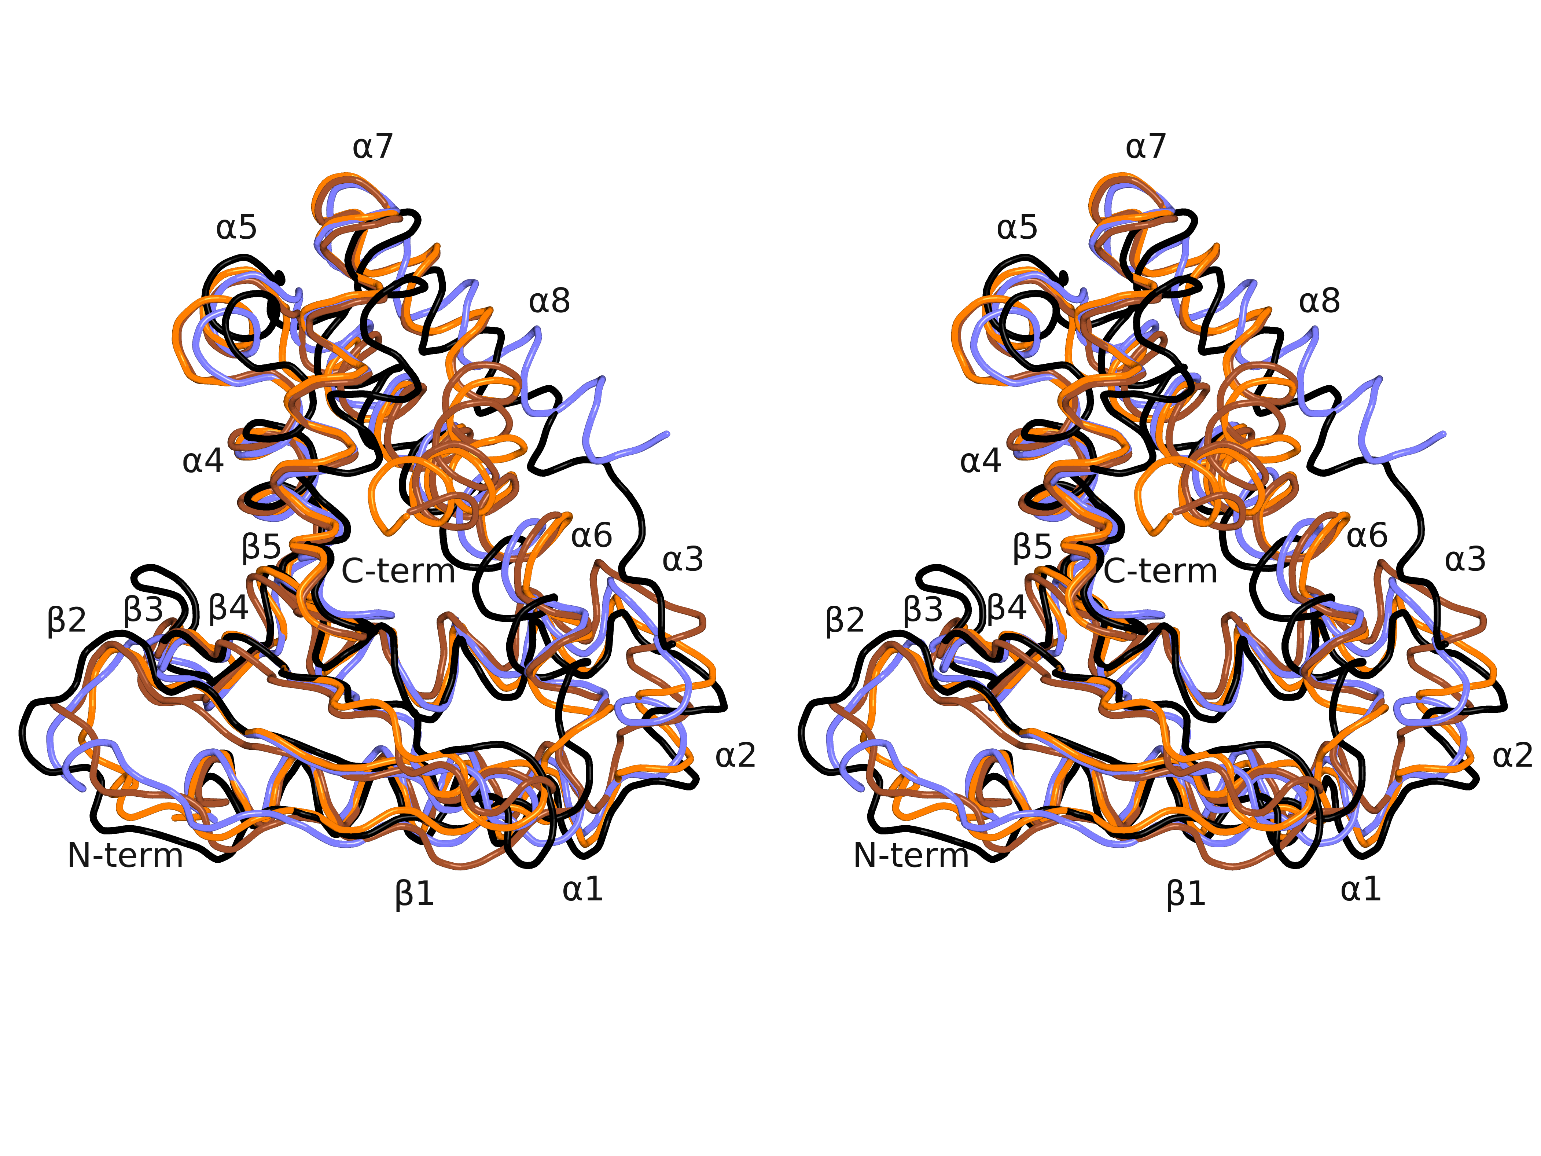 α7 α7
α5 α5
α8 α8
α4 α4
β5 C-term α6 α3 β5 C-term α6 α3
β2 β3 β4 β2 β3 β4
α2 α2
N-term N-term
β1 α1 β1 α1